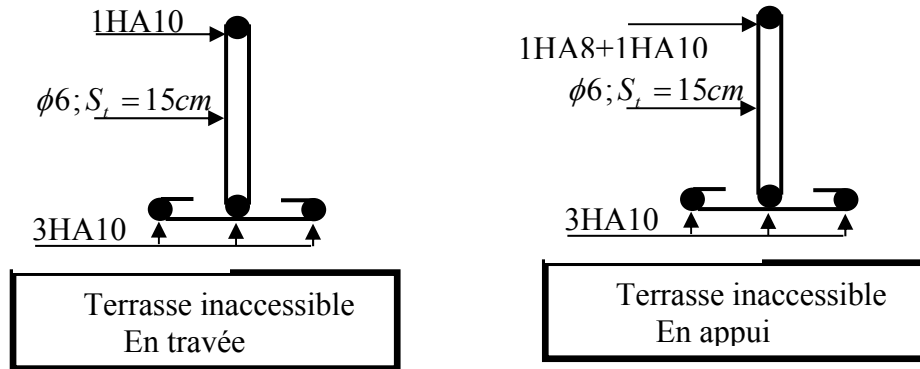 1HA10
ϕ6; S_t = 15cm
3HA10
Terrasse inaccessible
En travée
1HA8+1HA10
ϕ6; S_t = 15cm
3HA10
Terrasse inaccessible
En appui